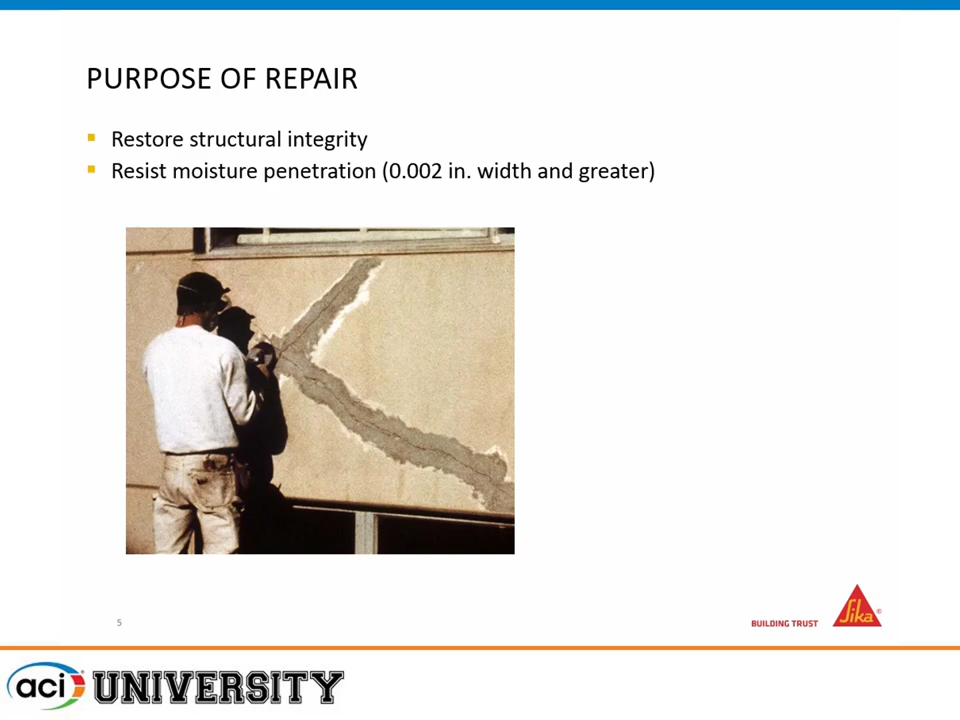 PURPOSE OF REPAIR
Restore structural integrity
Resist moisture penetration (0.002 in. width and greater)
5
BUILDING TRUST
Sika®
aci UNIVERSITY